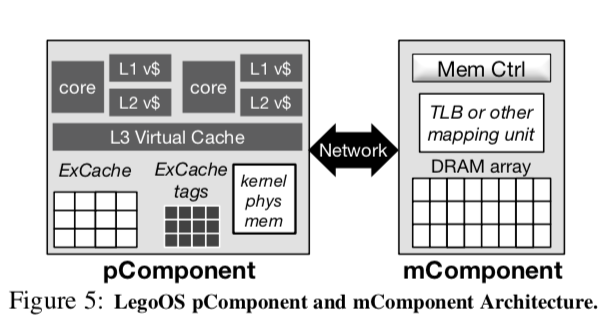 core
L1 v$
L2 v$
core
L1 v$
L2 v$
L3 Virtual Cache
ExCache
ExCache
tags
kernel
phys
mem
pComponent
Network
Mem Ctrl
TLB or other
mapping unit
DRAM array
mComponent
Figure 5: LegoOS pComponent and mComponent Architecture.